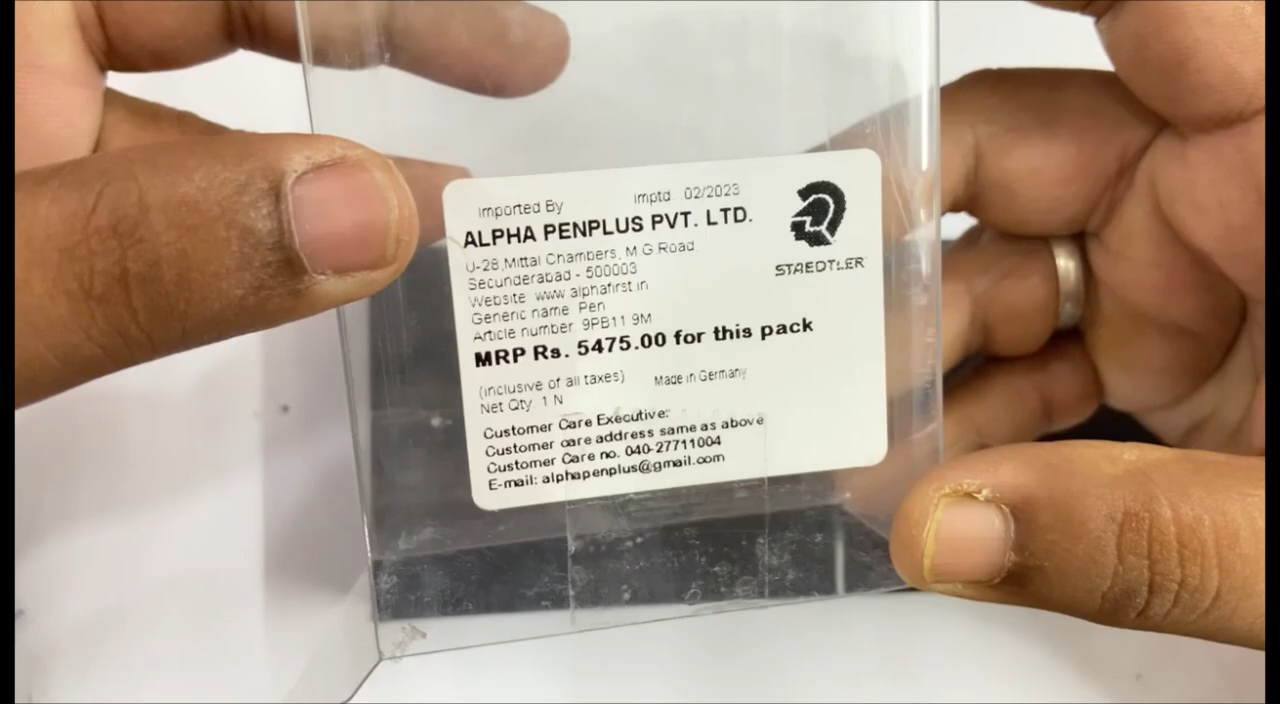 Imported By imptd. 02/2023
ALPHA PENPLUS PVT. LTD.
U-28,Mittal Chambers, M G Road
Secunderabad - 500003
Website www.alphafirst.in
Generic name Pen
Article number 9PB11 9M
MRP Rs. 5475.00 for this pack
(inclusive of all taxes) Made in Germany
Net Qty 1 N
Customer Care Executive:
Customer care address same as above
Customer Care no. 040-27711004
E-mail: alphapenplus@gmail.com
STAEDTLER